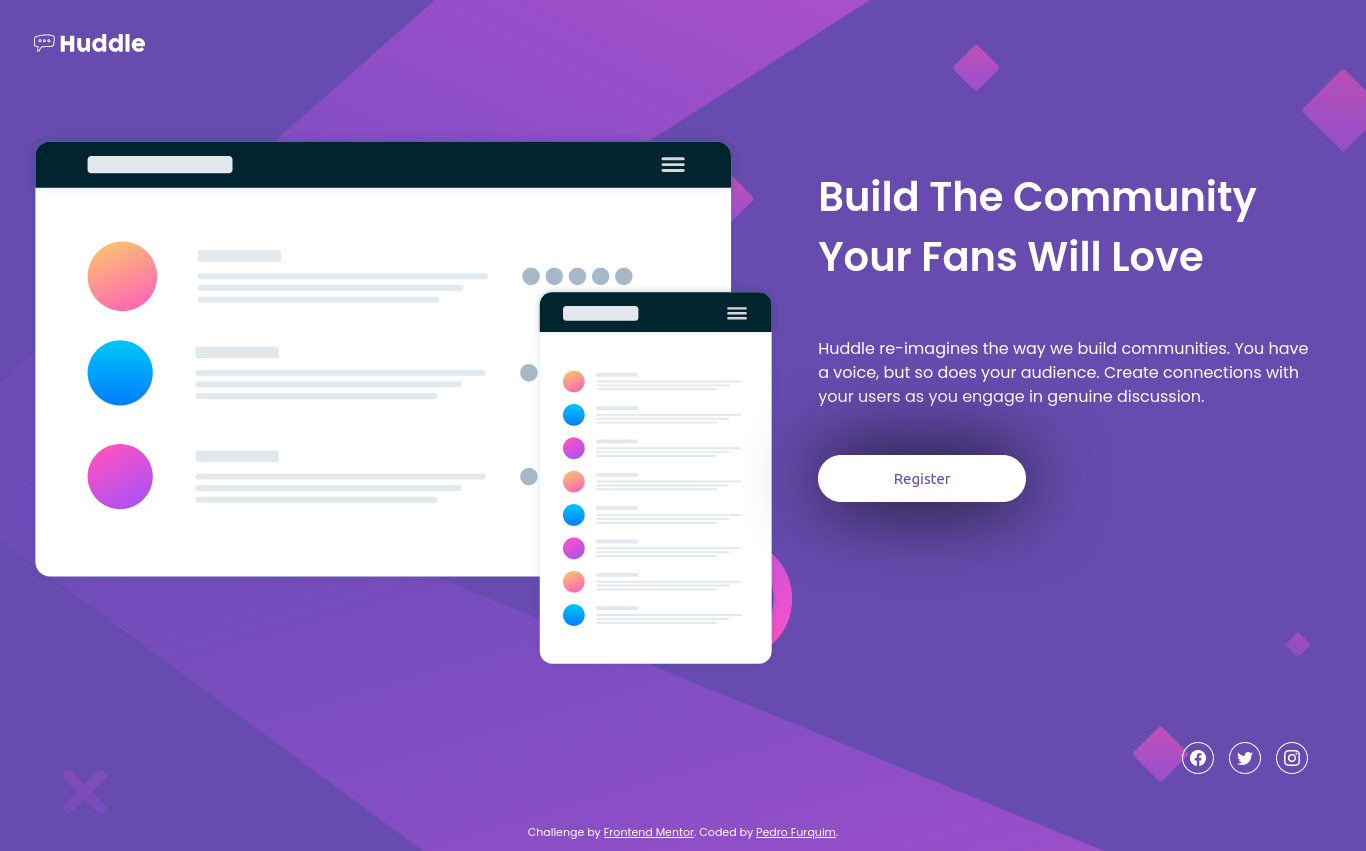 Huddle
Build The Community
Your Fans Will Love
Huddle re-imagines the way we build communities. You have
a voice, but so does your audience. Create connections with
your users as you engage in genuine discussion.
Register
Challenge by Frontend Mentor. Coded by Pedro Furquim.